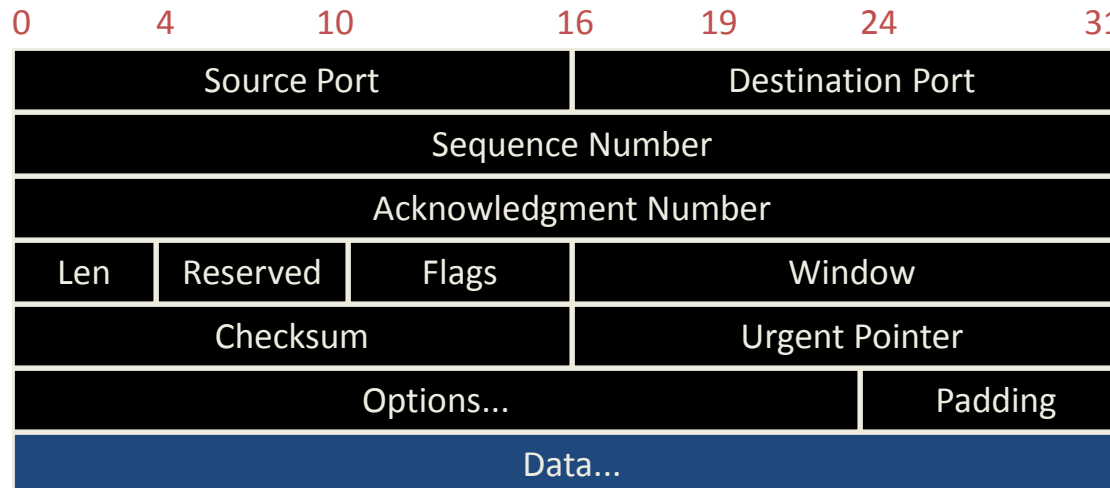 0 4 10 16 19 24 31
Source Port Destination Port
Sequence Number
Acknowledgment Number
Len Reserved Flags Window
Checksum Urgent Pointer
Options... Padding
Data...